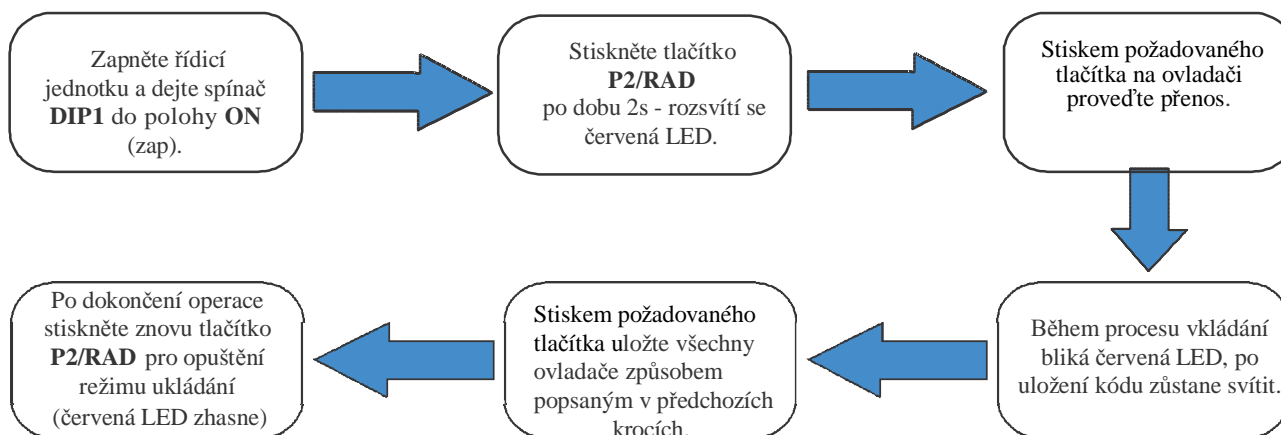 Zapněte řídicí
jednotku a dejte spínač
DIP1 do polohy ON
(zap).
Stiskněte tlačítko
P2/RAD
po dobu 2s - rozsvítí se
červená LED.
Stiskem požadovaného
tlačítka na ovladači
proveďte přenos.
Během procesu vkládání
bliká červená LED, po
uložení kódu zůstane svítit.
Stiskem požadovaného
tlačítka uložte všechny
ovladače způsobem
popsaným v předchozích
krocích.
Po dokončení operace
stiskněte znovu tlačítko
P2/RAD pro opuštění
režimu ukládání
(červená LED zhasne)